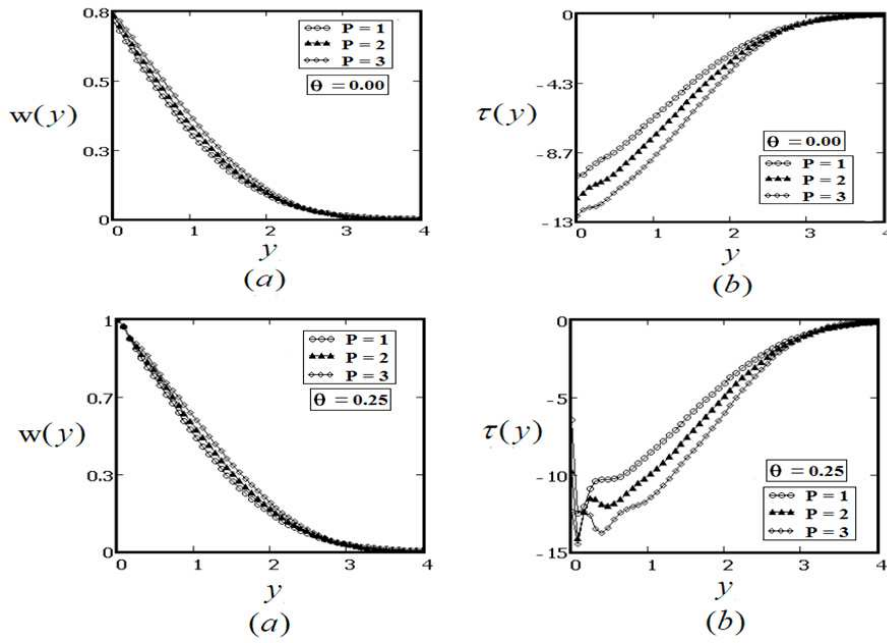 0.8
0.5
w(y)
0.3
0
0 1 2 3 4
y
(a)
P = 1
P = 2
P = 3
Θ = 0.00
0
-4.3
τ(y)
-8.7
-13
0 1 2 3 4
y
(b)
Θ = 0.00
P = 1
P = 2
P = 3
1
0.7
w(y)
0.3
0
0 1 2 3 4
y
(a)
P = 1
P = 2
P = 3
Θ = 0.25
0
-5
τ(y)
-10
-15
0 1 2 3 4
y
(b)
Θ = 0.25
P = 1
P = 2
P = 3